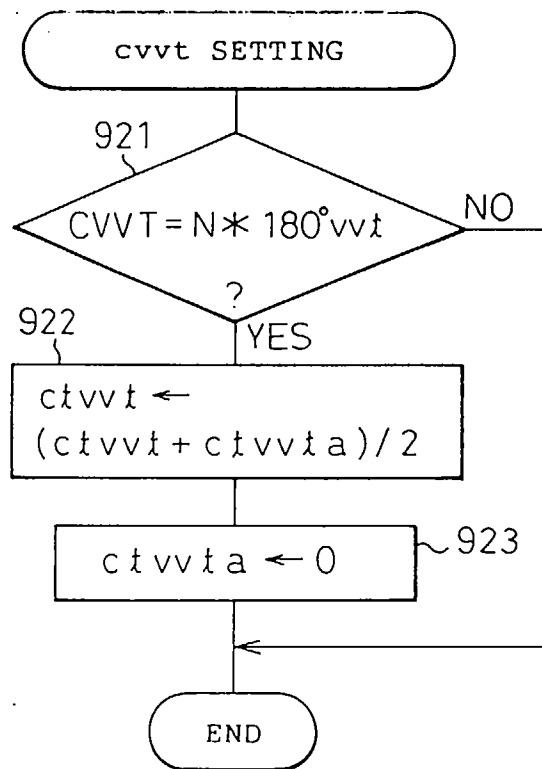 cvvt SETTING
921
CVVT = N * 180°vvt
?
NO
YES
922
ctvvt ←
(ctvvt + ctvvta) / 2
ctvvta ← 0
923
END